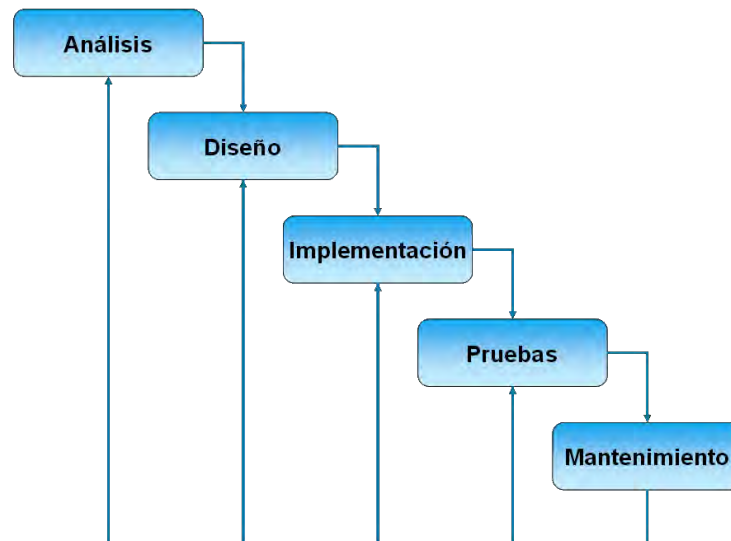 Análisis
Diseño
Implementación
Pruebas
Mantenimiento